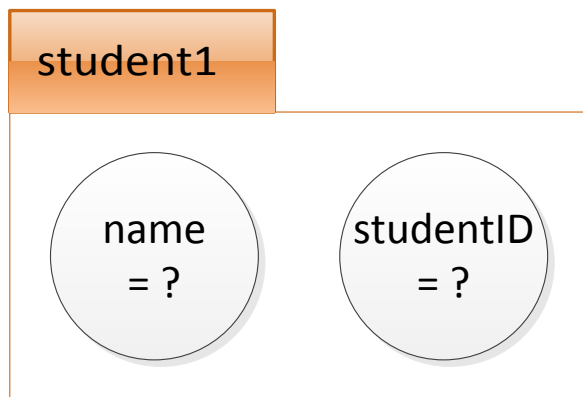 student1
name
= ?
studentID
= ?